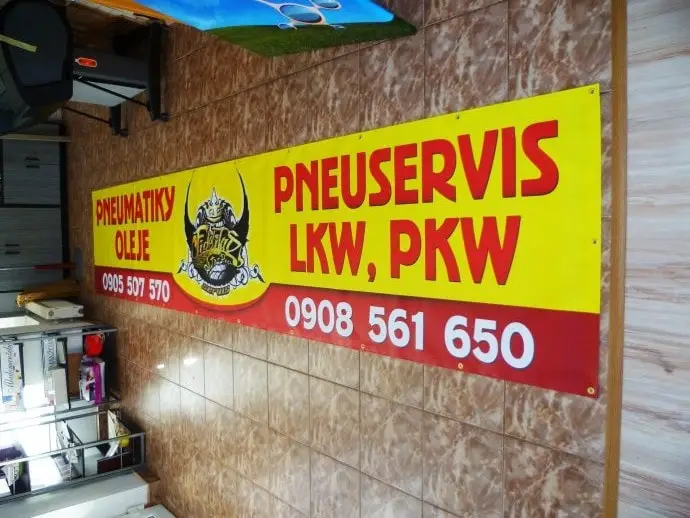 PNEUMATIKY
OLEJE
0905 507 570
PNEUSERVIS
LKW, PKW
0908 561 650